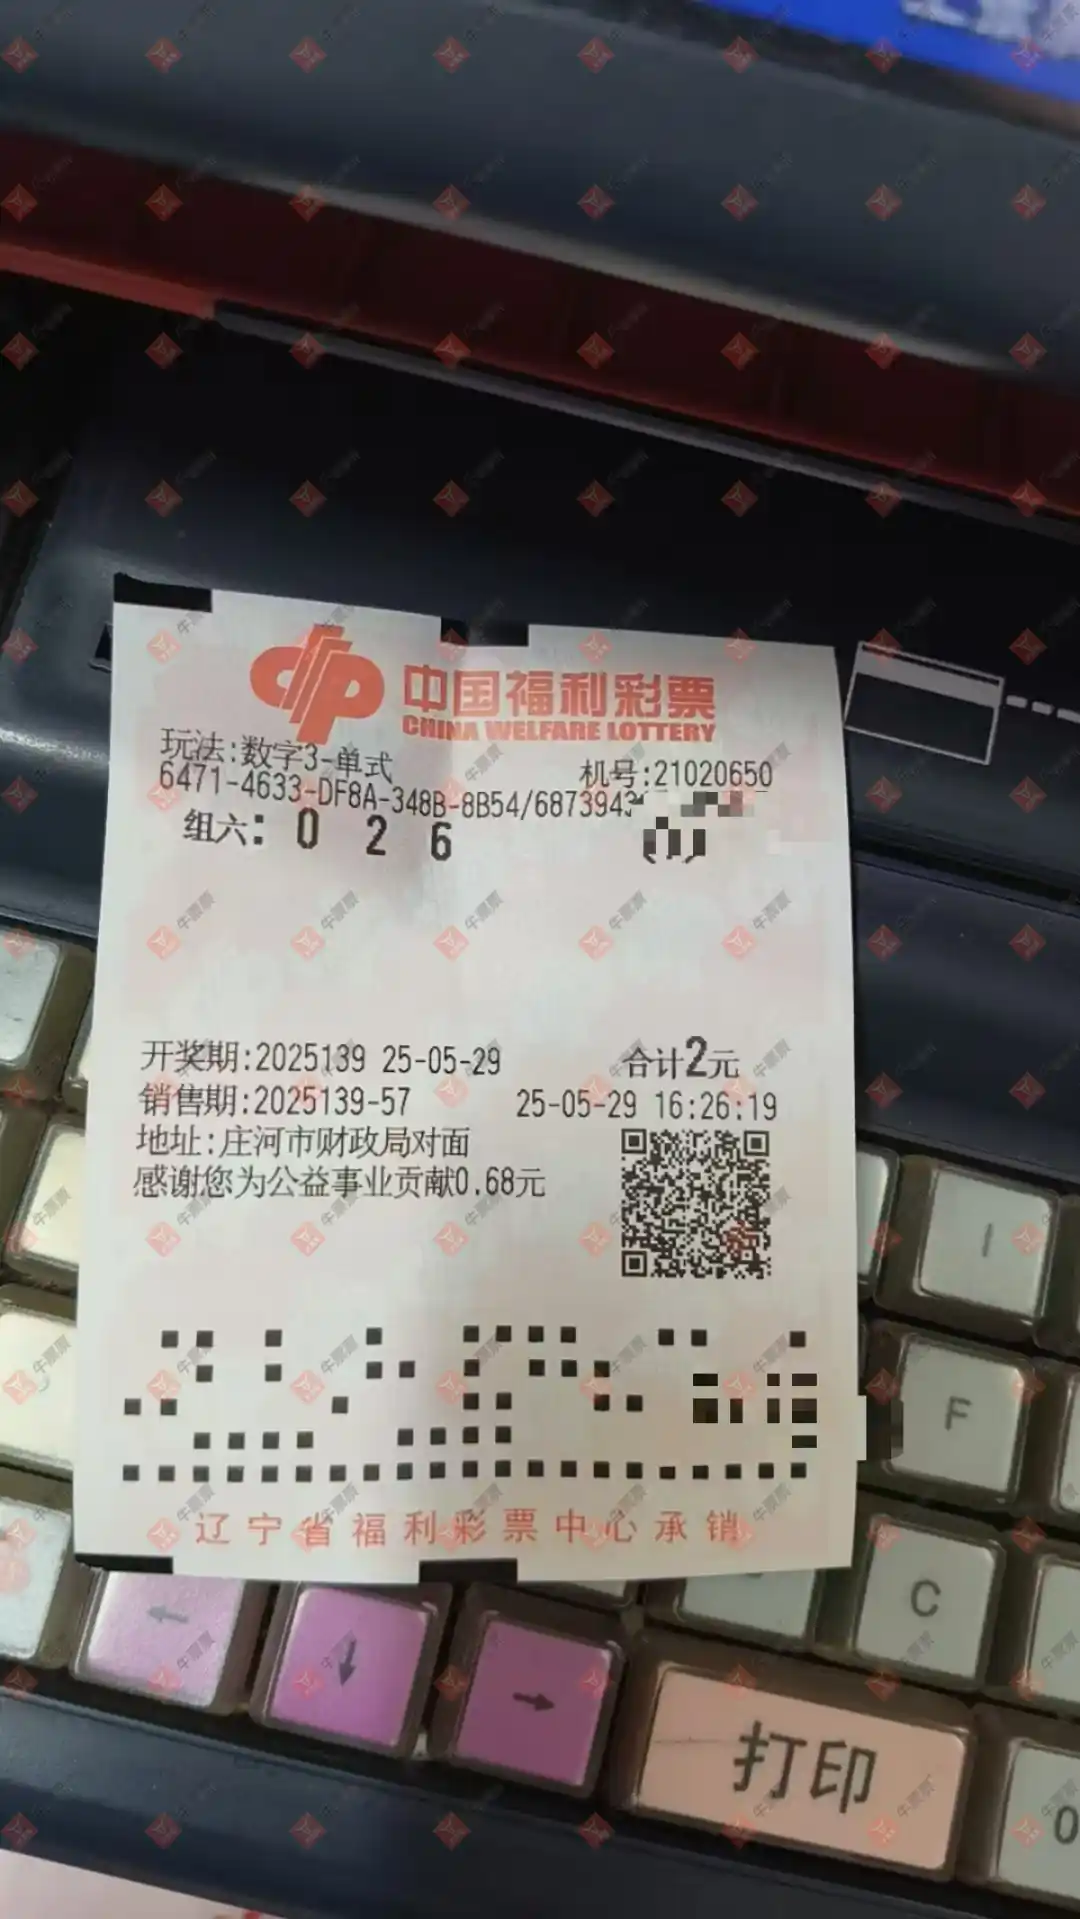 中国福利彩票
CHINA WELFARE LOTTERY
玩法:数字3-单式
机号:21020650
6471-4633-DF8A-348B-8B54/6873943
组六: 0 2 6
开奖期:2025139 25-05-29
合计2元
销售期:2025139-57
25-05-29 16:26:19
地址:庄河市财政局对面
感谢您为公益事业贡献0.68元
辽宁省福利彩票中心承销
I
F
C
打印
0
牛票票